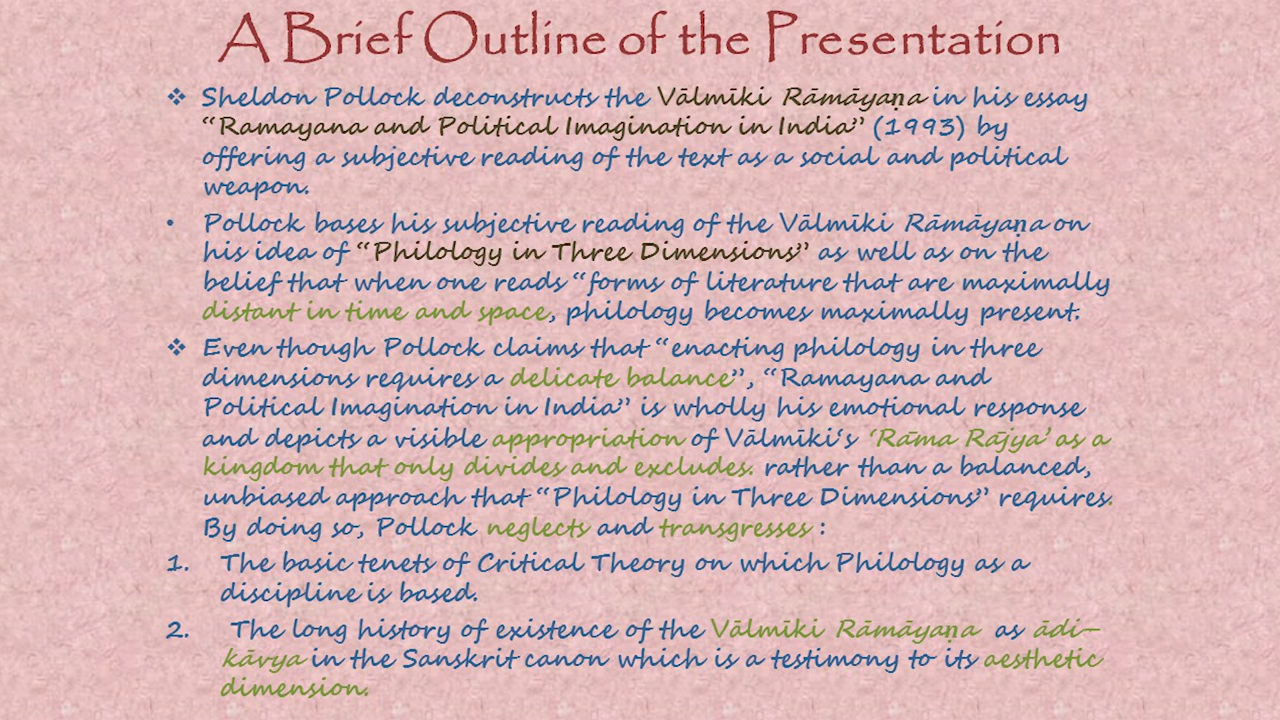 A Brief Outline of the Presentation
❖ Sheldon Pollock deconstructs the Vālmīki Rāmāyaṇa in his essay
“Ramayana and Political Imagination in India” (1993) by
offering a subjective reading of the text as a social and political
weapon.
• Pollock bases his subjective reading of the Vālmīki Rāmāyaṇa on
his idea of “Philology in Three Dimensions” as well as on the
belief that when one reads “forms of literature that are maximally
distant in time and space, philology becomes maximally present.
❖ Even though Pollock claims that “enacting philology in three
dimensions requires a delicate balance”, “Ramayana and
Political Imagination in India” is wholly his emotional response
and depicts a visible appropriation of Vālmīki‘s ‘Rāma Rājya’ as a
kingdom that only divides and excludes. rather than a balanced,
unbiased approach that “Philology in Three Dimensions” requires.
By doing so, Pollock neglects and transgresses :
1. The basic tenets of Critical Theory on which Philology as a
discipline is based.
2. The long history of existence of the Vālmīki Rāmāyaṇa as ādi–
kāvya in the Sanskrit canon which is a testimony to its aesthetic
dimension.